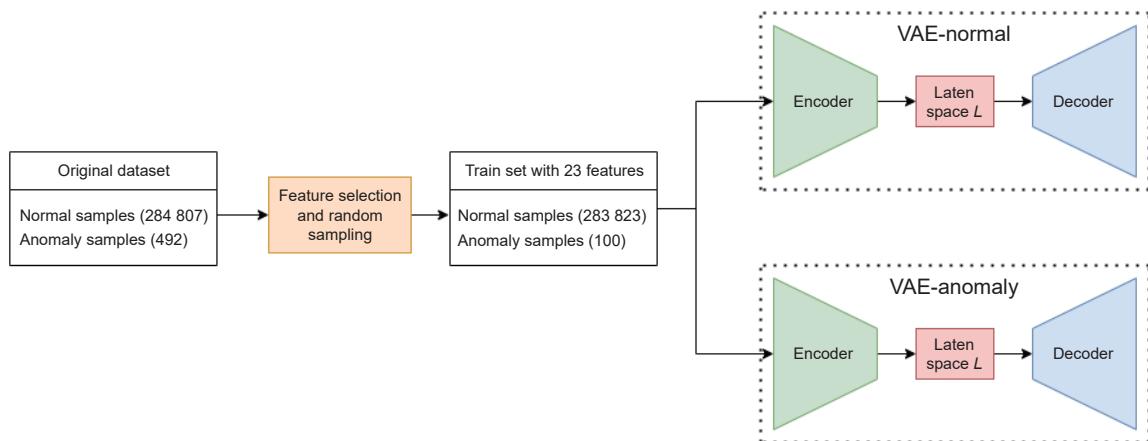 Original dataset
Normal samples (284 807)
Anomaly samples (492)
Feature selection
and random
sampling
Train set with 23 features
Normal samples (283 823)
Anomaly samples (100)
VAE-normal
Encoder
Laten
space L
Decoder
VAE-anomaly
Encoder
Laten
space L
Decoder